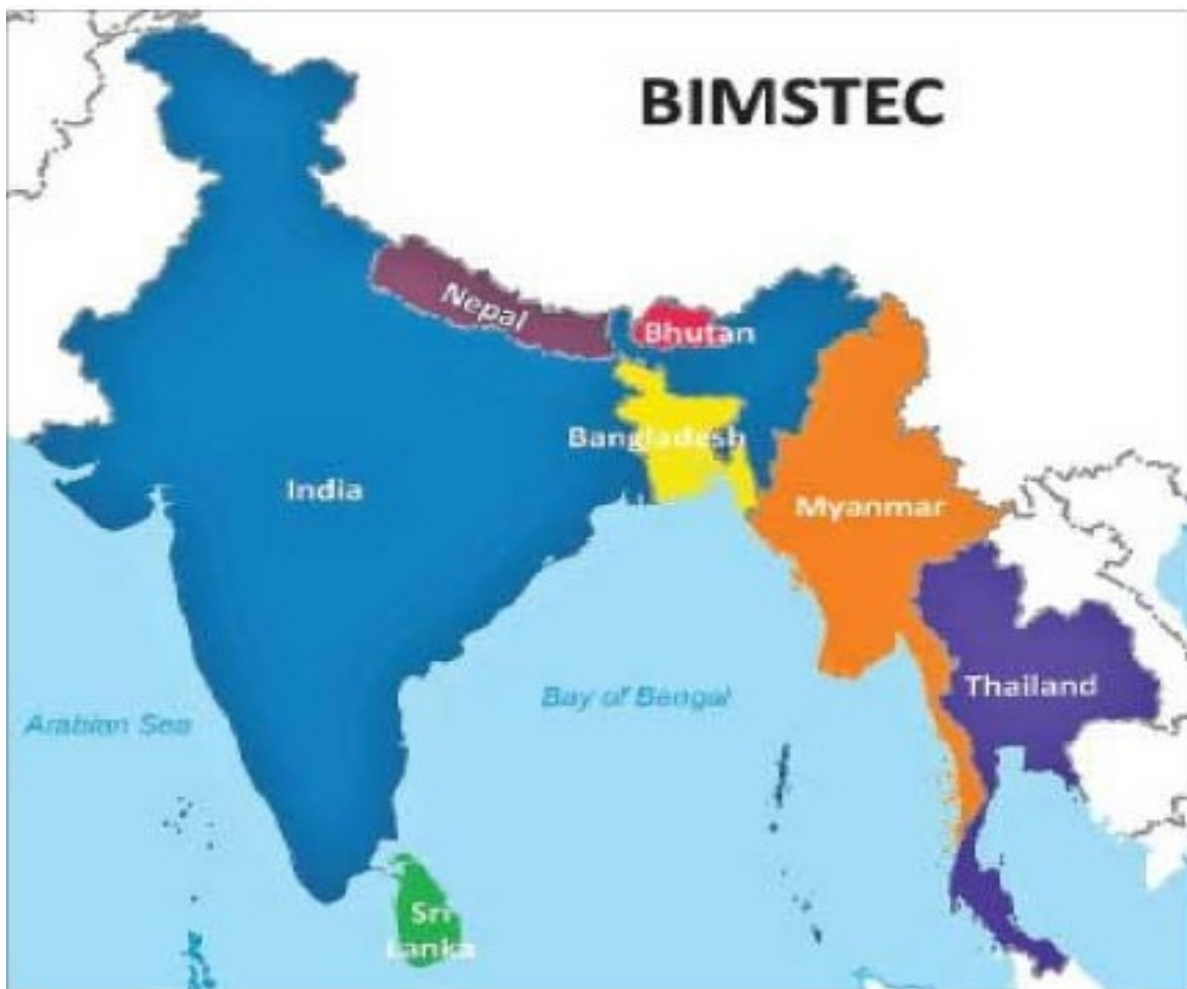 BIMSTEC
Nepal
Bhutan
Bangladesh
India
Myanmar
Thailand
Bay of Bengal
Arabian Sea
Sri
Lanka